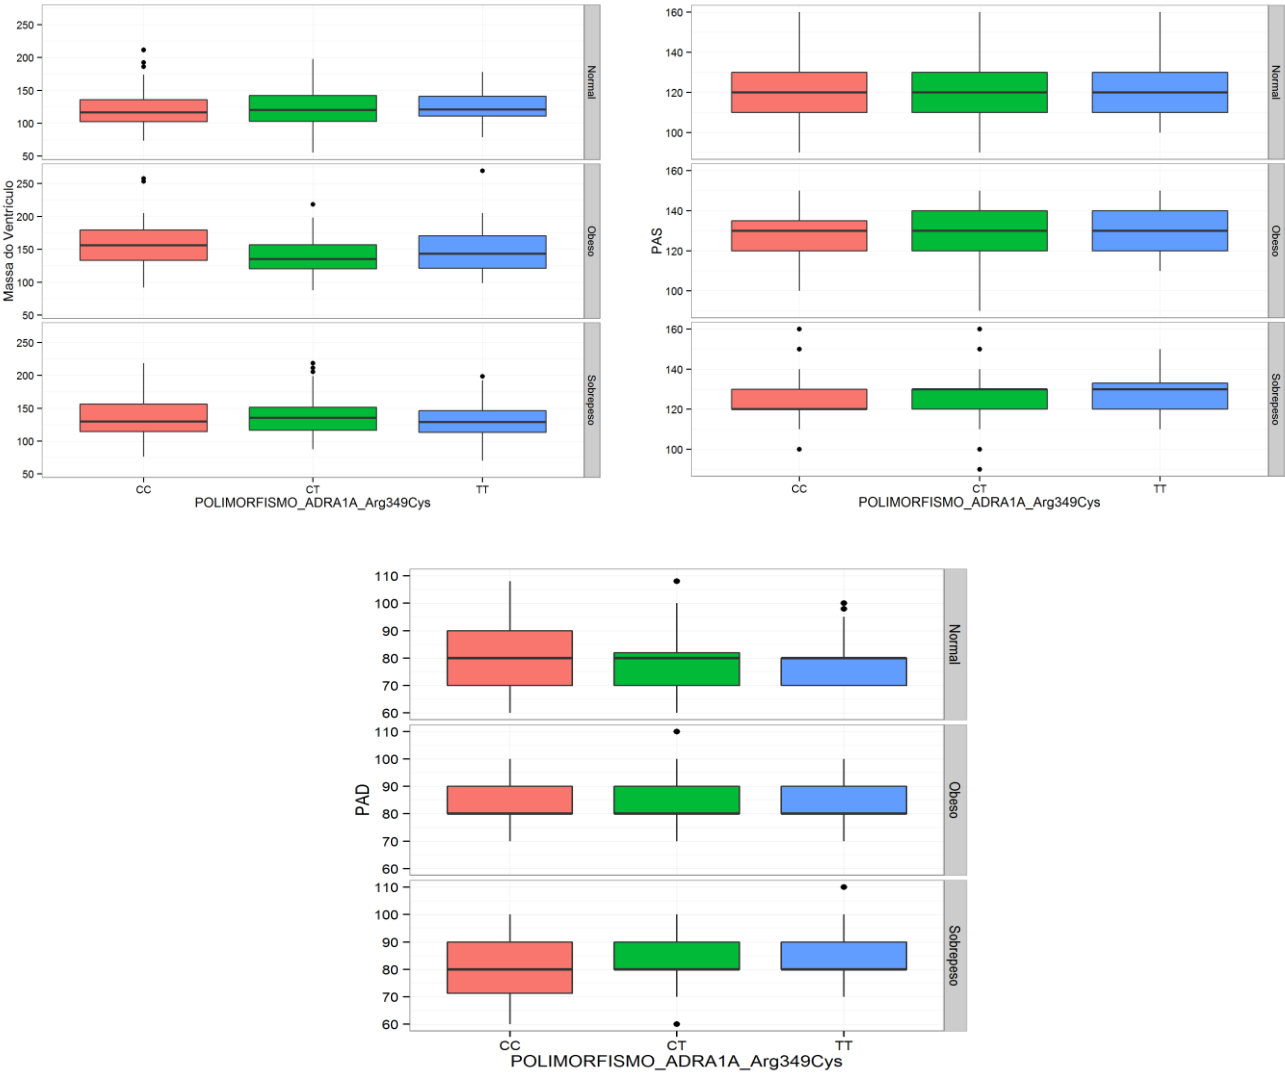 Massa do Ventrículo
250
200
150
100
50
Normal
250
200
150
100
50
Obeso
250
200
150
100
50
Sobrepeso
CC CT TT
POLIMORFISMO_ADRA1A_Arg349Cys
PAS
160
140
120
100
Normal
160
140
120
100
Obeso
160
140
120
100
Sobrepeso
CC CT TT
POLIMORFISMO_ADRA1A_Arg349Cys
PAD
110
100
90
80
70
60
Normal
110
100
90
80
70
60
Obeso
110
100
90
80
70
60
Sobrepeso
CC CT TT
POLIMORFISMO_ADRA1A_Arg349Cys